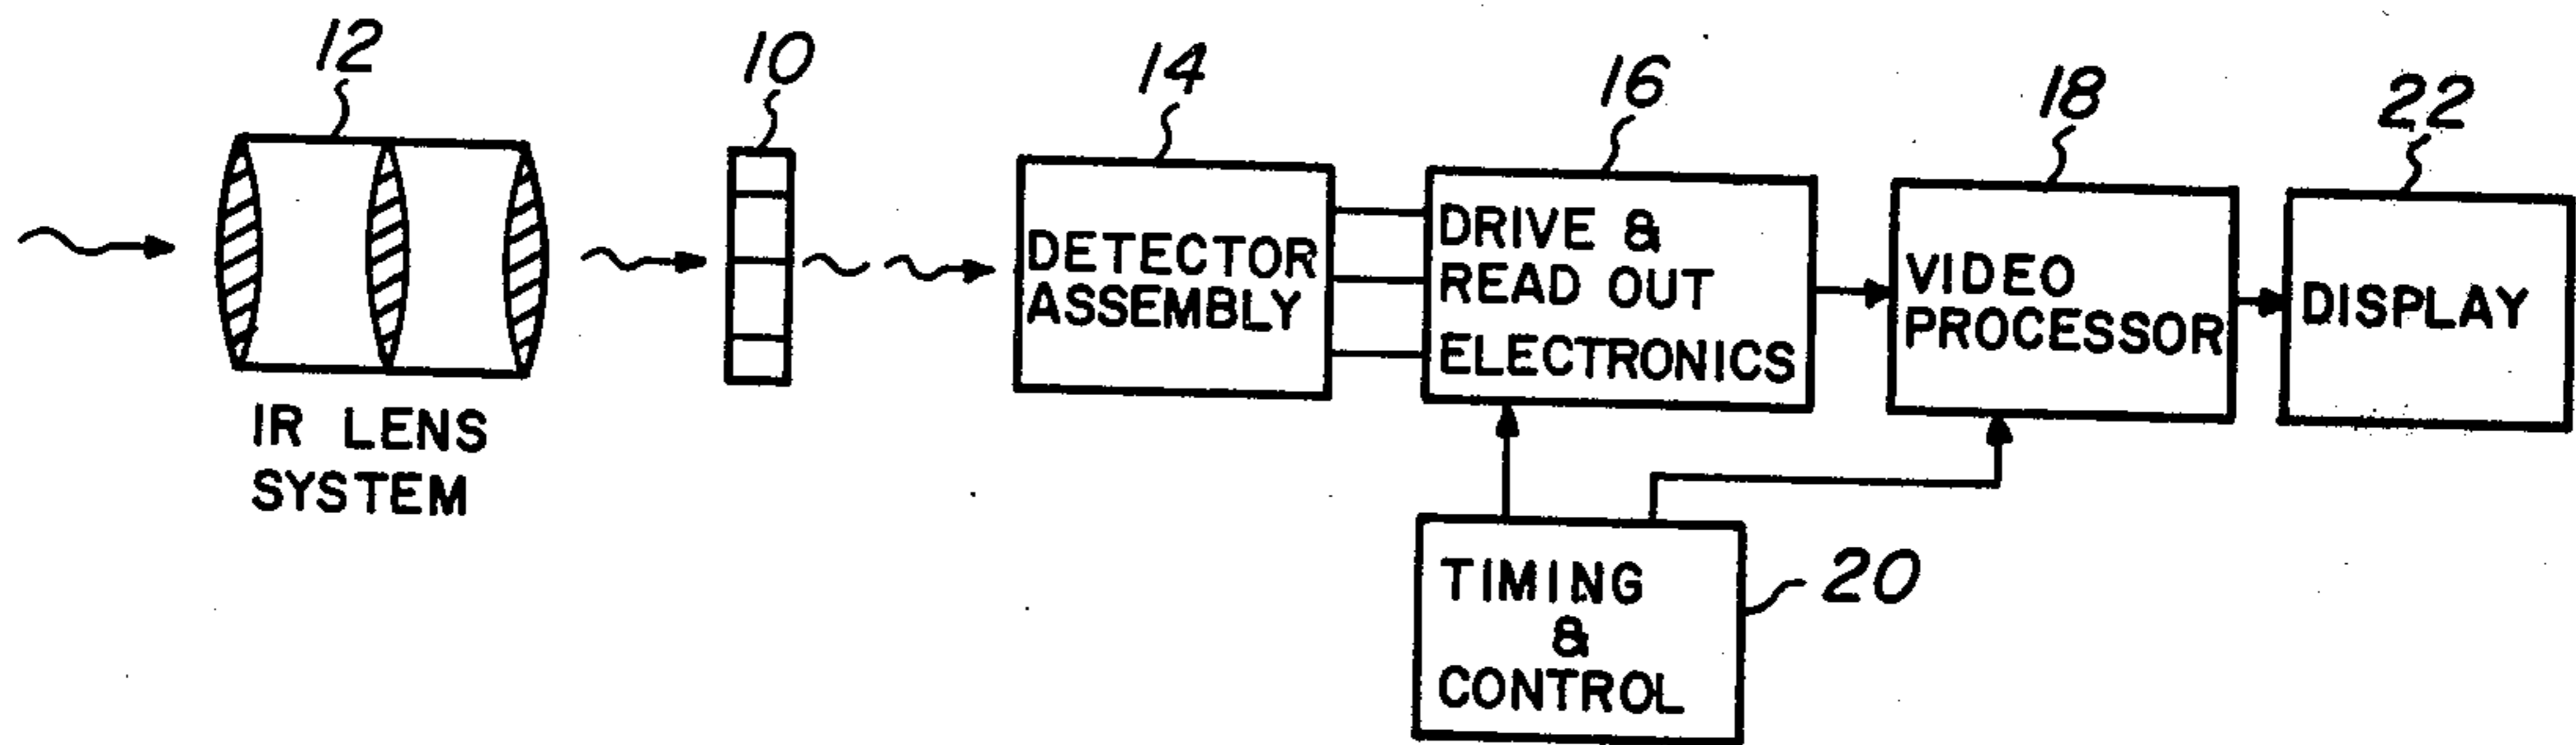 12
10
14
16
18
22
IR LENS
SYSTEM
DETECTOR
ASSEMBLY
DRIVE &
READ OUT
ELECTRONICS
VIDEO
PROCESSOR
DISPLAY
TIMING
&
CONTROL
20